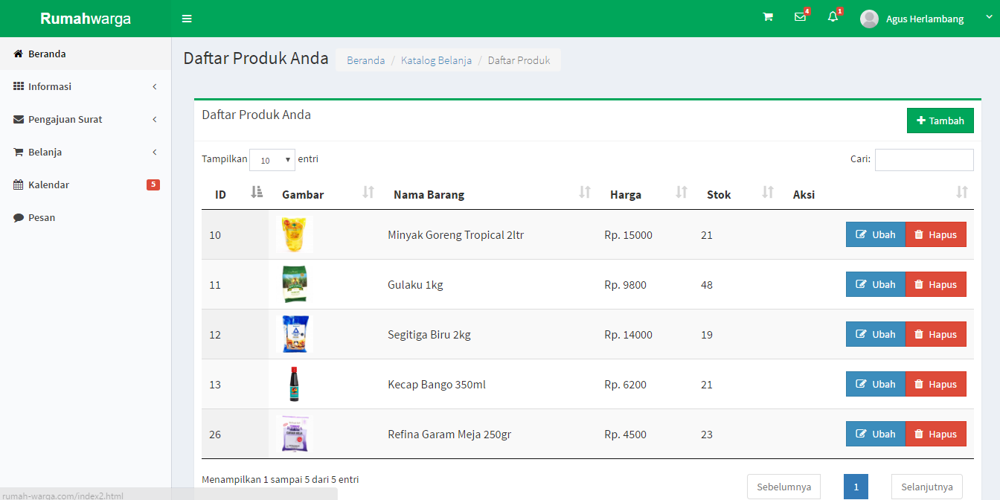 Rumahwarga
4
1
Agus Herlambang
Beranda
Informasi
Pengajuan Surat
Belanja
Kalendar
5
Pesan
Daftar Produk Anda
Beranda / Katalog Belanja / Daftar Produk
Daftar Produk Anda
Tambah
Tampilkan 10 entri
Cari:
ID Gambar Nama Barang Harga Stok Aksi
10 Minyak Goreng Tropical 2ltr Rp. 15000 21 Ubah Hapus
11 Gulaku 1kg Rp. 9800 48 Ubah Hapus
12 Segitiga Biru 2kg Rp. 14000 19 Ubah Hapus
13 Kecap Bango 350ml Rp. 6200 21 Ubah Hapus
26 Refina Garam Meja 250gr Rp. 4500 23 Ubah Hapus
Menampilkan 1 sampai 5 dari 5 entri
Sebelumnya 1 Selanjutnya
rumah-warga.com/index2.html